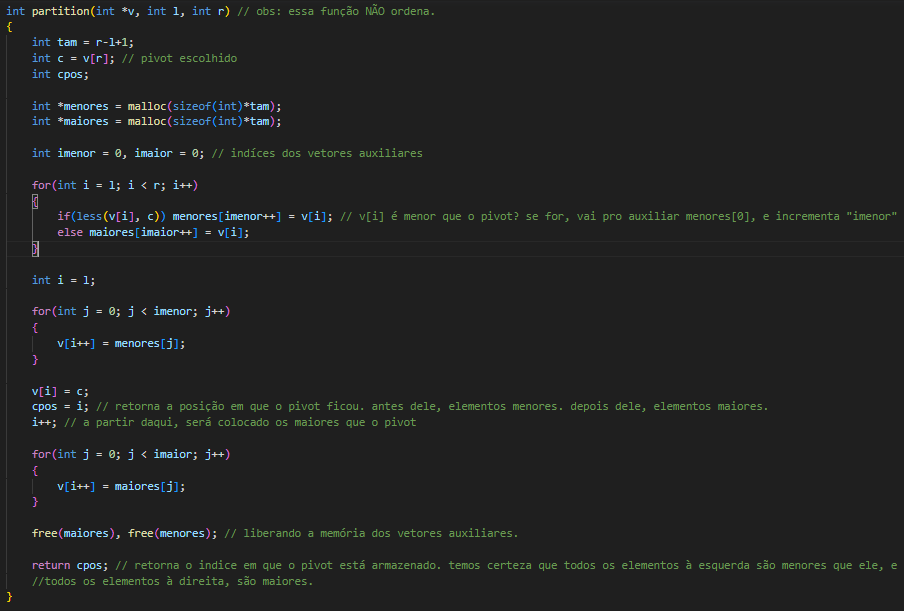 int partition(int *v, int l, int r) // obs: essa função NÃO ordena.
{
    int tam = r-l+1;
    int c = v[r]; // pivot escolhido
    int cpos;

    int *menores = malloc(sizeof(int)*tam);
    int *maiores = malloc(sizeof(int)*tam);

    int imenor = 0, imaior = 0; // indíces dos vetores auxiliares

    for(int i = l; i < r; i++)
    {
        if(less(v[i], c)) menores[imenor++] = v[i]; // v[i] é menor que o pivot? se for, vai pro auxiliar menores[0], e incrementa "imenor"
        else maiores[imaior++] = v[i];
    }

    int i = l;

    for(int j = 0; j < imenor; j++)
    {
        v[i++] = menores[j];
    }

    v[i] = c;
    cpos = i; // retorna a posição em que o pivot ficou. antes dele, elementos menores. depois dele, elementos maiores.
    i++; // a partir daqui, será colocado os maiores que o pivot

    for(int j = 0; j < imaior; j++)
    {
        v[i++] = maiores[j];
    }

    free(maiores), free(menores); // liberando a memória dos vetores auxiliares.

    return cpos; // retorna o indice em que o pivot está armazenado. temos certeza que todos os elementos à esquerda são menores que ele, e
    //todos os elementos à direita, são maiores.
}